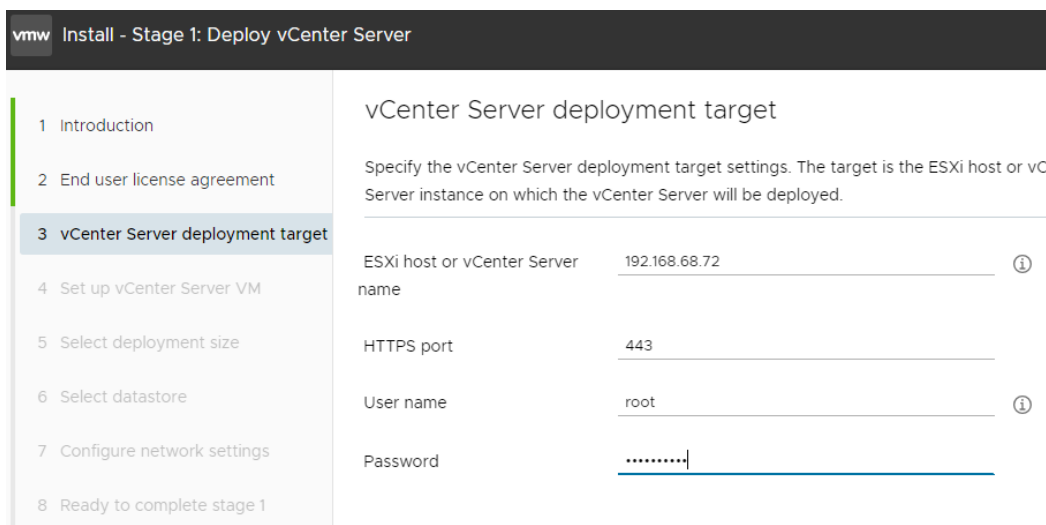 vmw Install - Stage 1: Deploy vCenter Server
1 Introduction
2 End user license agreement
3 vCenter Server deployment target
4 Set up vCenter Server VM
5 Select deployment size
6 Select datastore
7 Configure network settings
8 Ready to complete stage 1
vCenter Server deployment target
Specify the vCenter Server deployment target settings. The target is the ESXi host or vC
Server instance on which the vCenter Server will be deployed.
ESXi host or vCenter Server 192.168.68.72
name
HTTPS port 443
User name root
Password ··········